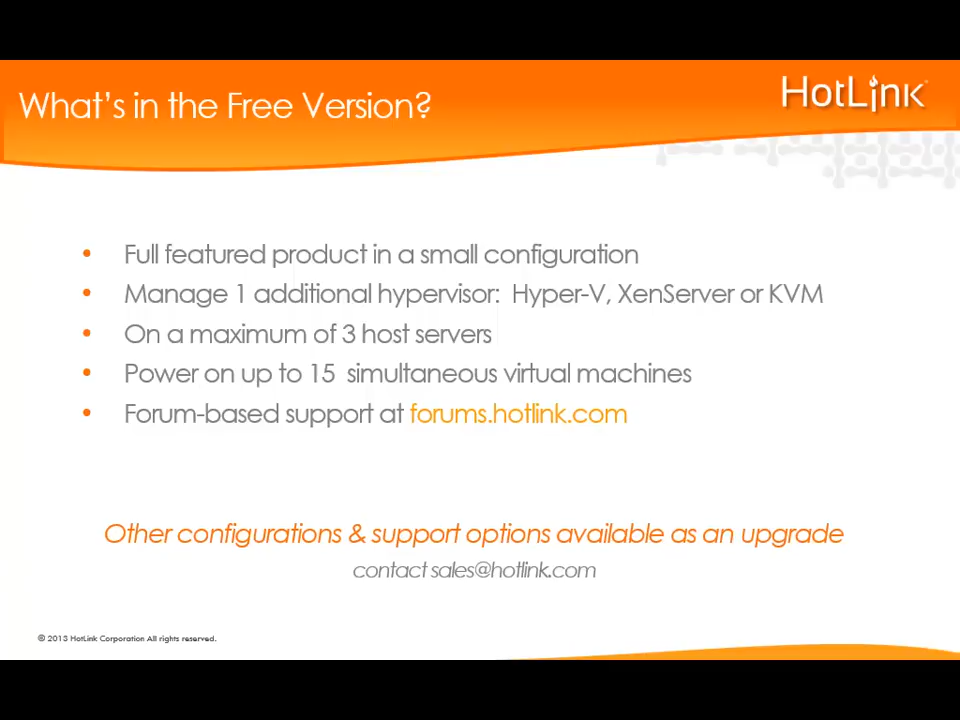 What's in the Free Version?
HotLink
• Full featured product in a small configuration
• Manage 1 additional hypervisor:  Hyper-V, XenServer or KVM
• On a maximum of 3 host servers
• Power on up to 15  simultaneous virtual machines
• Forum-based support at forums.hotlink.com
Other configurations & support options available as an upgrade
contact sales@hotlink.com
© 2013 HotLink Corporation All rights reserved.